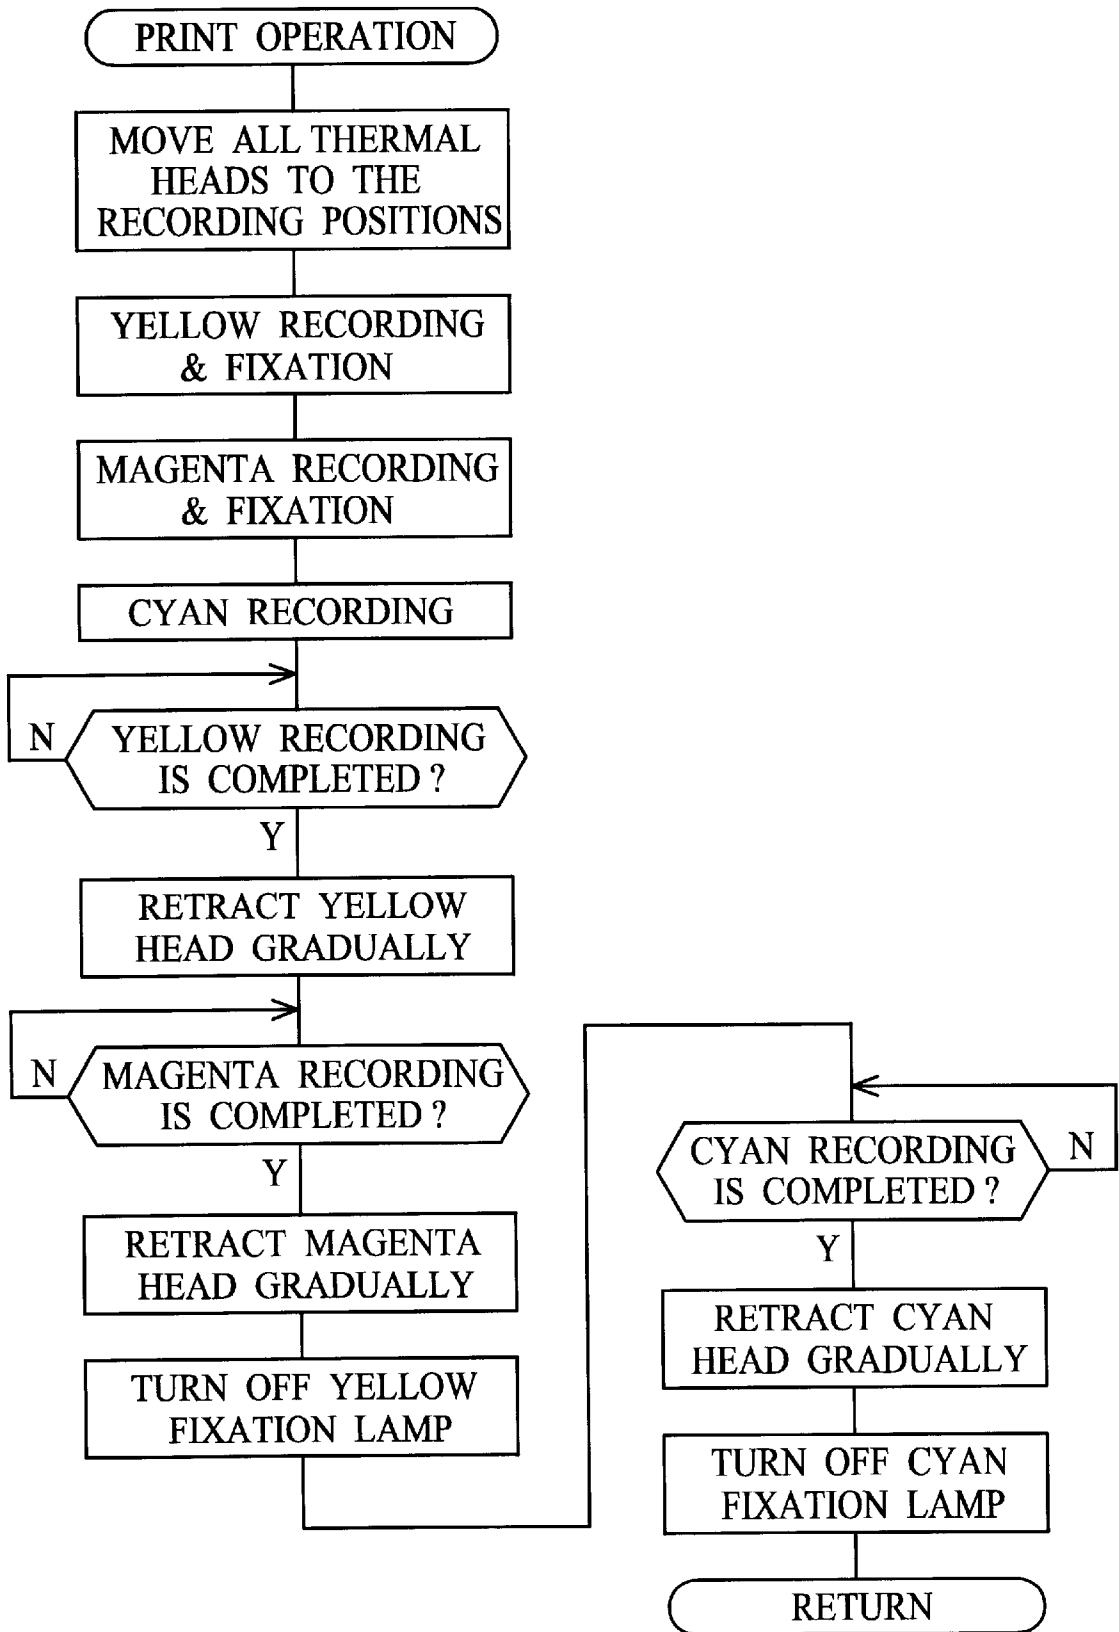 PRINT OPERATION
MOVE ALL THERMAL
HEADS TO THE
RECORDING POSITIONS
YELLOW RECORDING
& FIXATION
MAGENTA RECORDING
& FIXATION
CYAN RECORDING
N
YELLOW RECORDING
IS COMPLETED ?
Y
RETRACT YELLOW
HEAD GRADUALLY
N
MAGENTA RECORDING
IS COMPLETED ?
Y
RETRACT MAGENTA
HEAD GRADUALLY
TURN OFF YELLOW
FIXATION LAMP
CYAN RECORDING
IS COMPLETED ?
N
Y
RETRACT CYAN
HEAD GRADUALLY
TURN OFF CYAN
FIXATION LAMP
RETURN